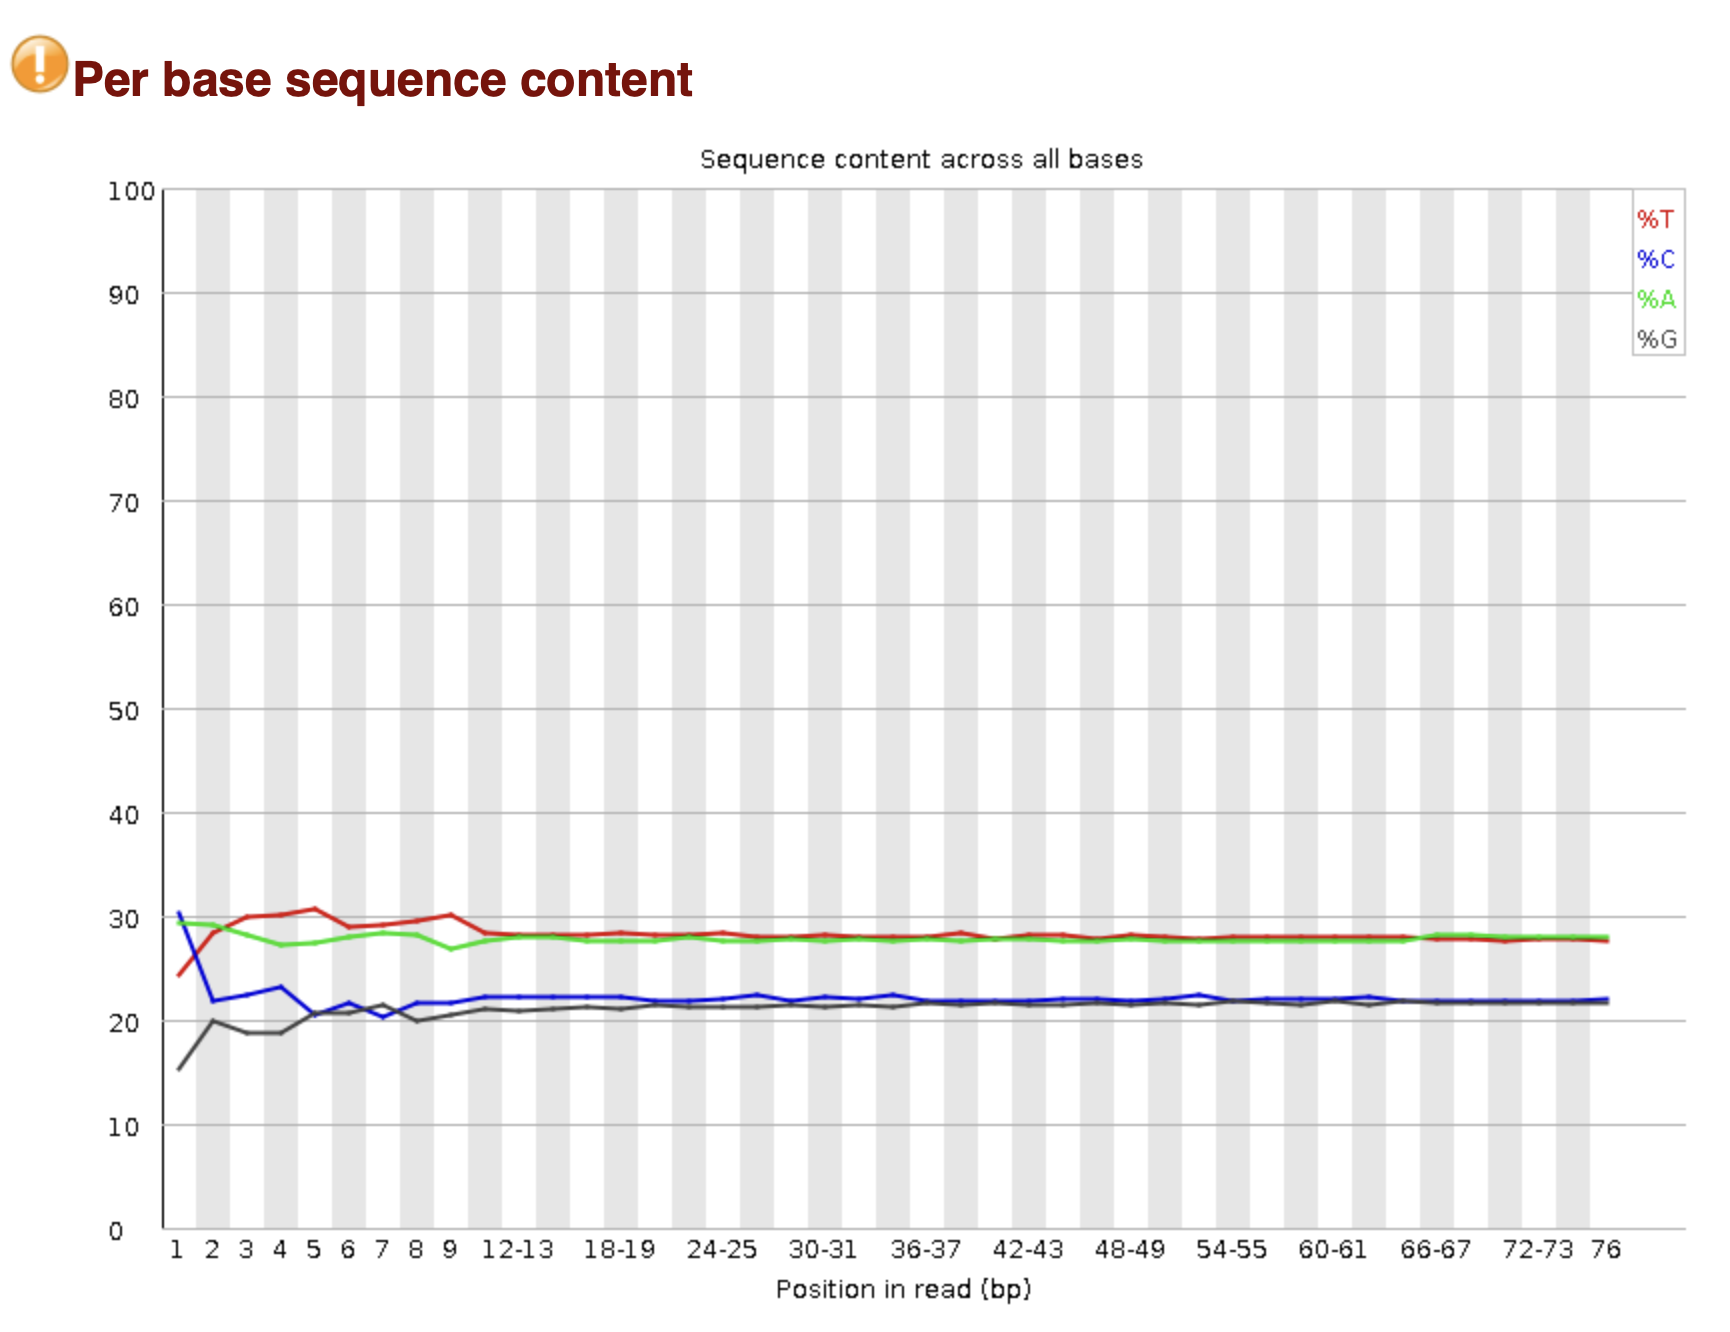 Per base sequence content
Sequence content across all bases
%T
%C
%A
%G
100
90
80
70
60
50
40
30
20
10
0
1 2 3 4 5 6 7 8 9 12-13 18-19 24-25 30-31 36-37 42-43 48-49 54-55 60-61 66-67 72-73 76
Position in read (bp)